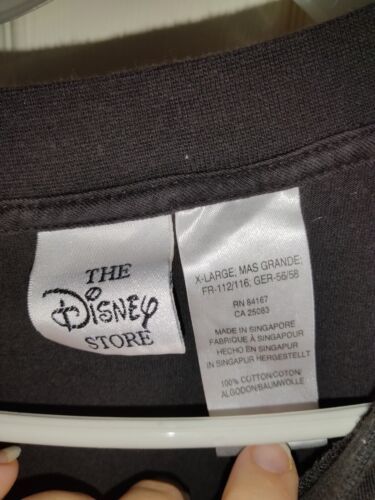 THE
Disney
STORE
X-LARGE, MAS GRANDE;
FR-112/116, GER-56/58
RN 84167
CA 25083
MADE IN SINGAPORE
FABRIQUÉ À SINGAPOUR
HECHO EN SINGAPUR
IN SINGAPUR HERGESTELLT
100% COTTON/COTON/
ALGODON/BAUMWOLLE